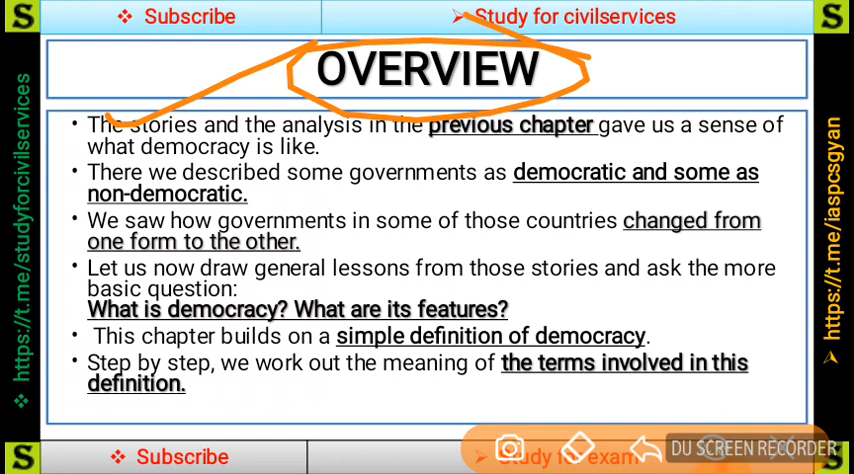 S
❖ Subscribe
➢ Study for civilservices
S
OVERVIEW
❖ https://t.me/studyforcivilservices
➢ https://t.me/iaspcsgyan
• The stories and the analysis in the previous chapter gave us a sense of
what democracy is like.
• There we described some governments as democratic and some as
non-democratic.
• We saw how governments in some of those countries changed from
one form to the other.
• Let us now draw general lessons from those stories and ask the more
basic question:
What is democracy? What are its features?
• This chapter builds on a simple definition of democracy.
• Step by step, we work out the meaning of the terms involved in this
definition.
S
❖ Subscribe
➢ Study for exam
DU SCREEN RECORDER
S